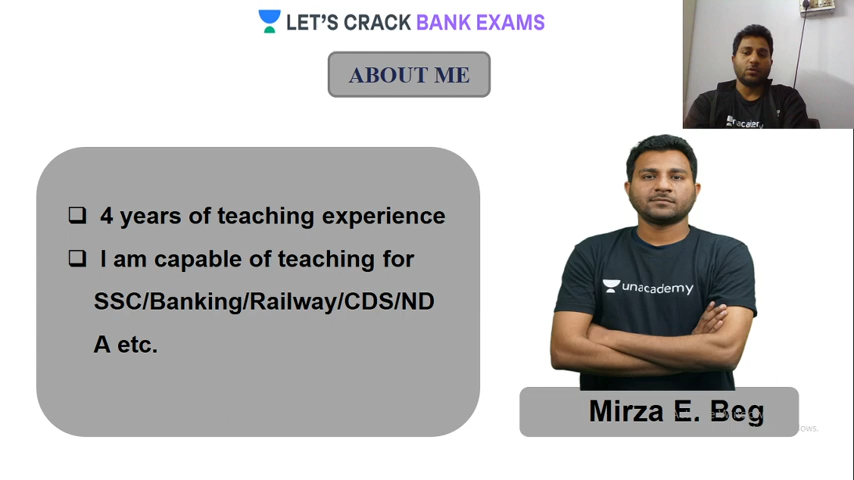 LET'S CRACK BANK EXAMS
ABOUT ME
unacademy
❑ 4 years of teaching experience
❑ I am capable of teaching for
SSC/Banking/Railway/CDS/ND
A etc.
unacademy
Mirza E. Beg